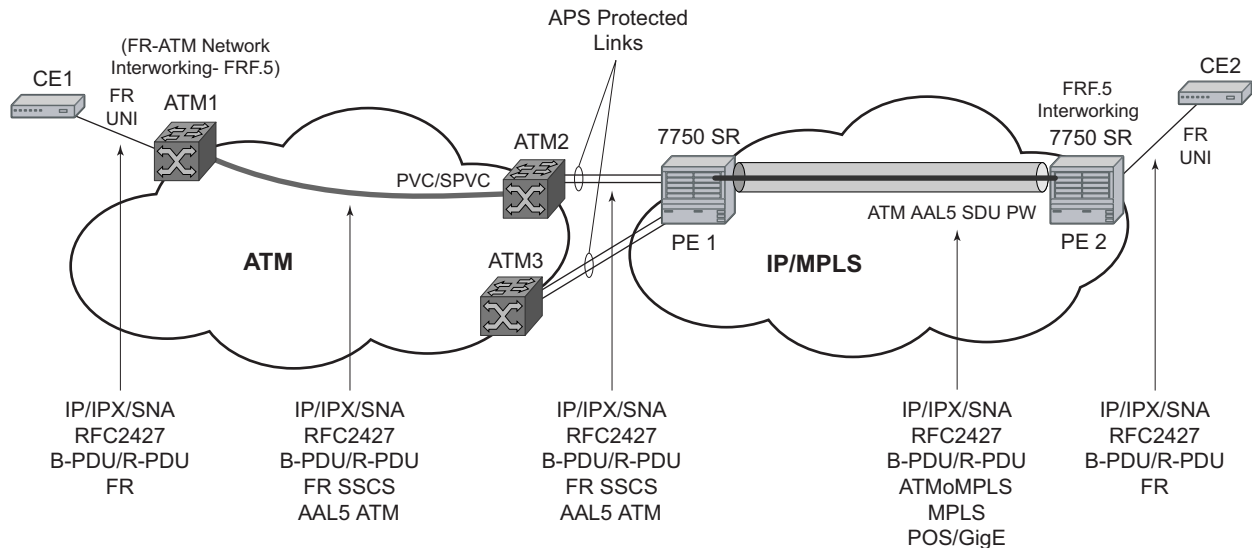 APS Protected
Links
(FR-ATM Network
Interworking- FRF.5)
CE1
FR
UNI
ATM1
ATM2
PVC/SPVC
ATM
ATM3
7750 SR
PE 1
ATM AAL5 SDU PW
IP/MPLS
FRF.5
Interworking
7750 SR
PE 2
CE2
FR
UNI
IP/IPX/SNA
RFC2427
B-PDU/R-PDU
FR
IP/IPX/SNA
RFC2427
B-PDU/R-PDU
FR SSCS
AAL5 ATM
IP/IPX/SNA
RFC2427
B-PDU/R-PDU
FR SSCS
AAL5 ATM
IP/IPX/SNA
RFC2427
B-PDU/R-PDU
ATMoMPLS
MPLS
POS/GigE
IP/IPX/SNA
RFC2427
B-PDU/R-PDU
FR